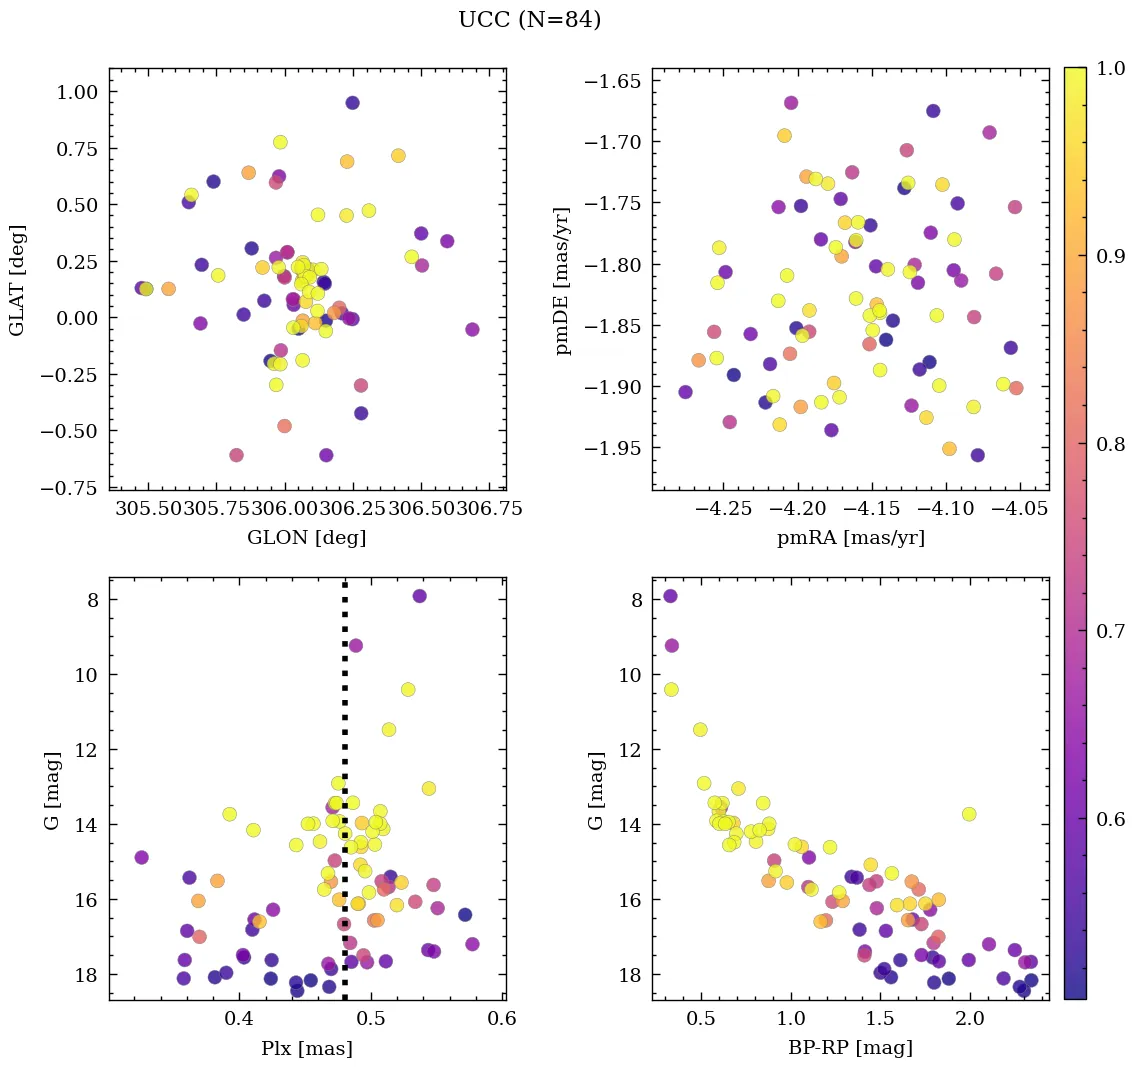 UCC (N=84)
1.00
0.75
0.50
0.25
0.00
−0.25
−0.50
−0.75
GLAT [deg]
305.50 305.75 306.00 306.25 306.50 306.75
GLON [deg]
−1.65
−1.70
−1.75
−1.80
−1.85
−1.90
−1.95
pmDE [mas/yr]
−4.25 −4.20 −4.15 −4.10 −4.05
pmRA [mas/yr]
1.0
0.9
0.8
0.7
0.6
8
10
12
14
16
18
G [mag]
0.4 0.5 0.6
Plx [mas]
8
10
12
14
16
18
G [mag]
0.5 1.0 1.5 2.0
BP-RP [mag]